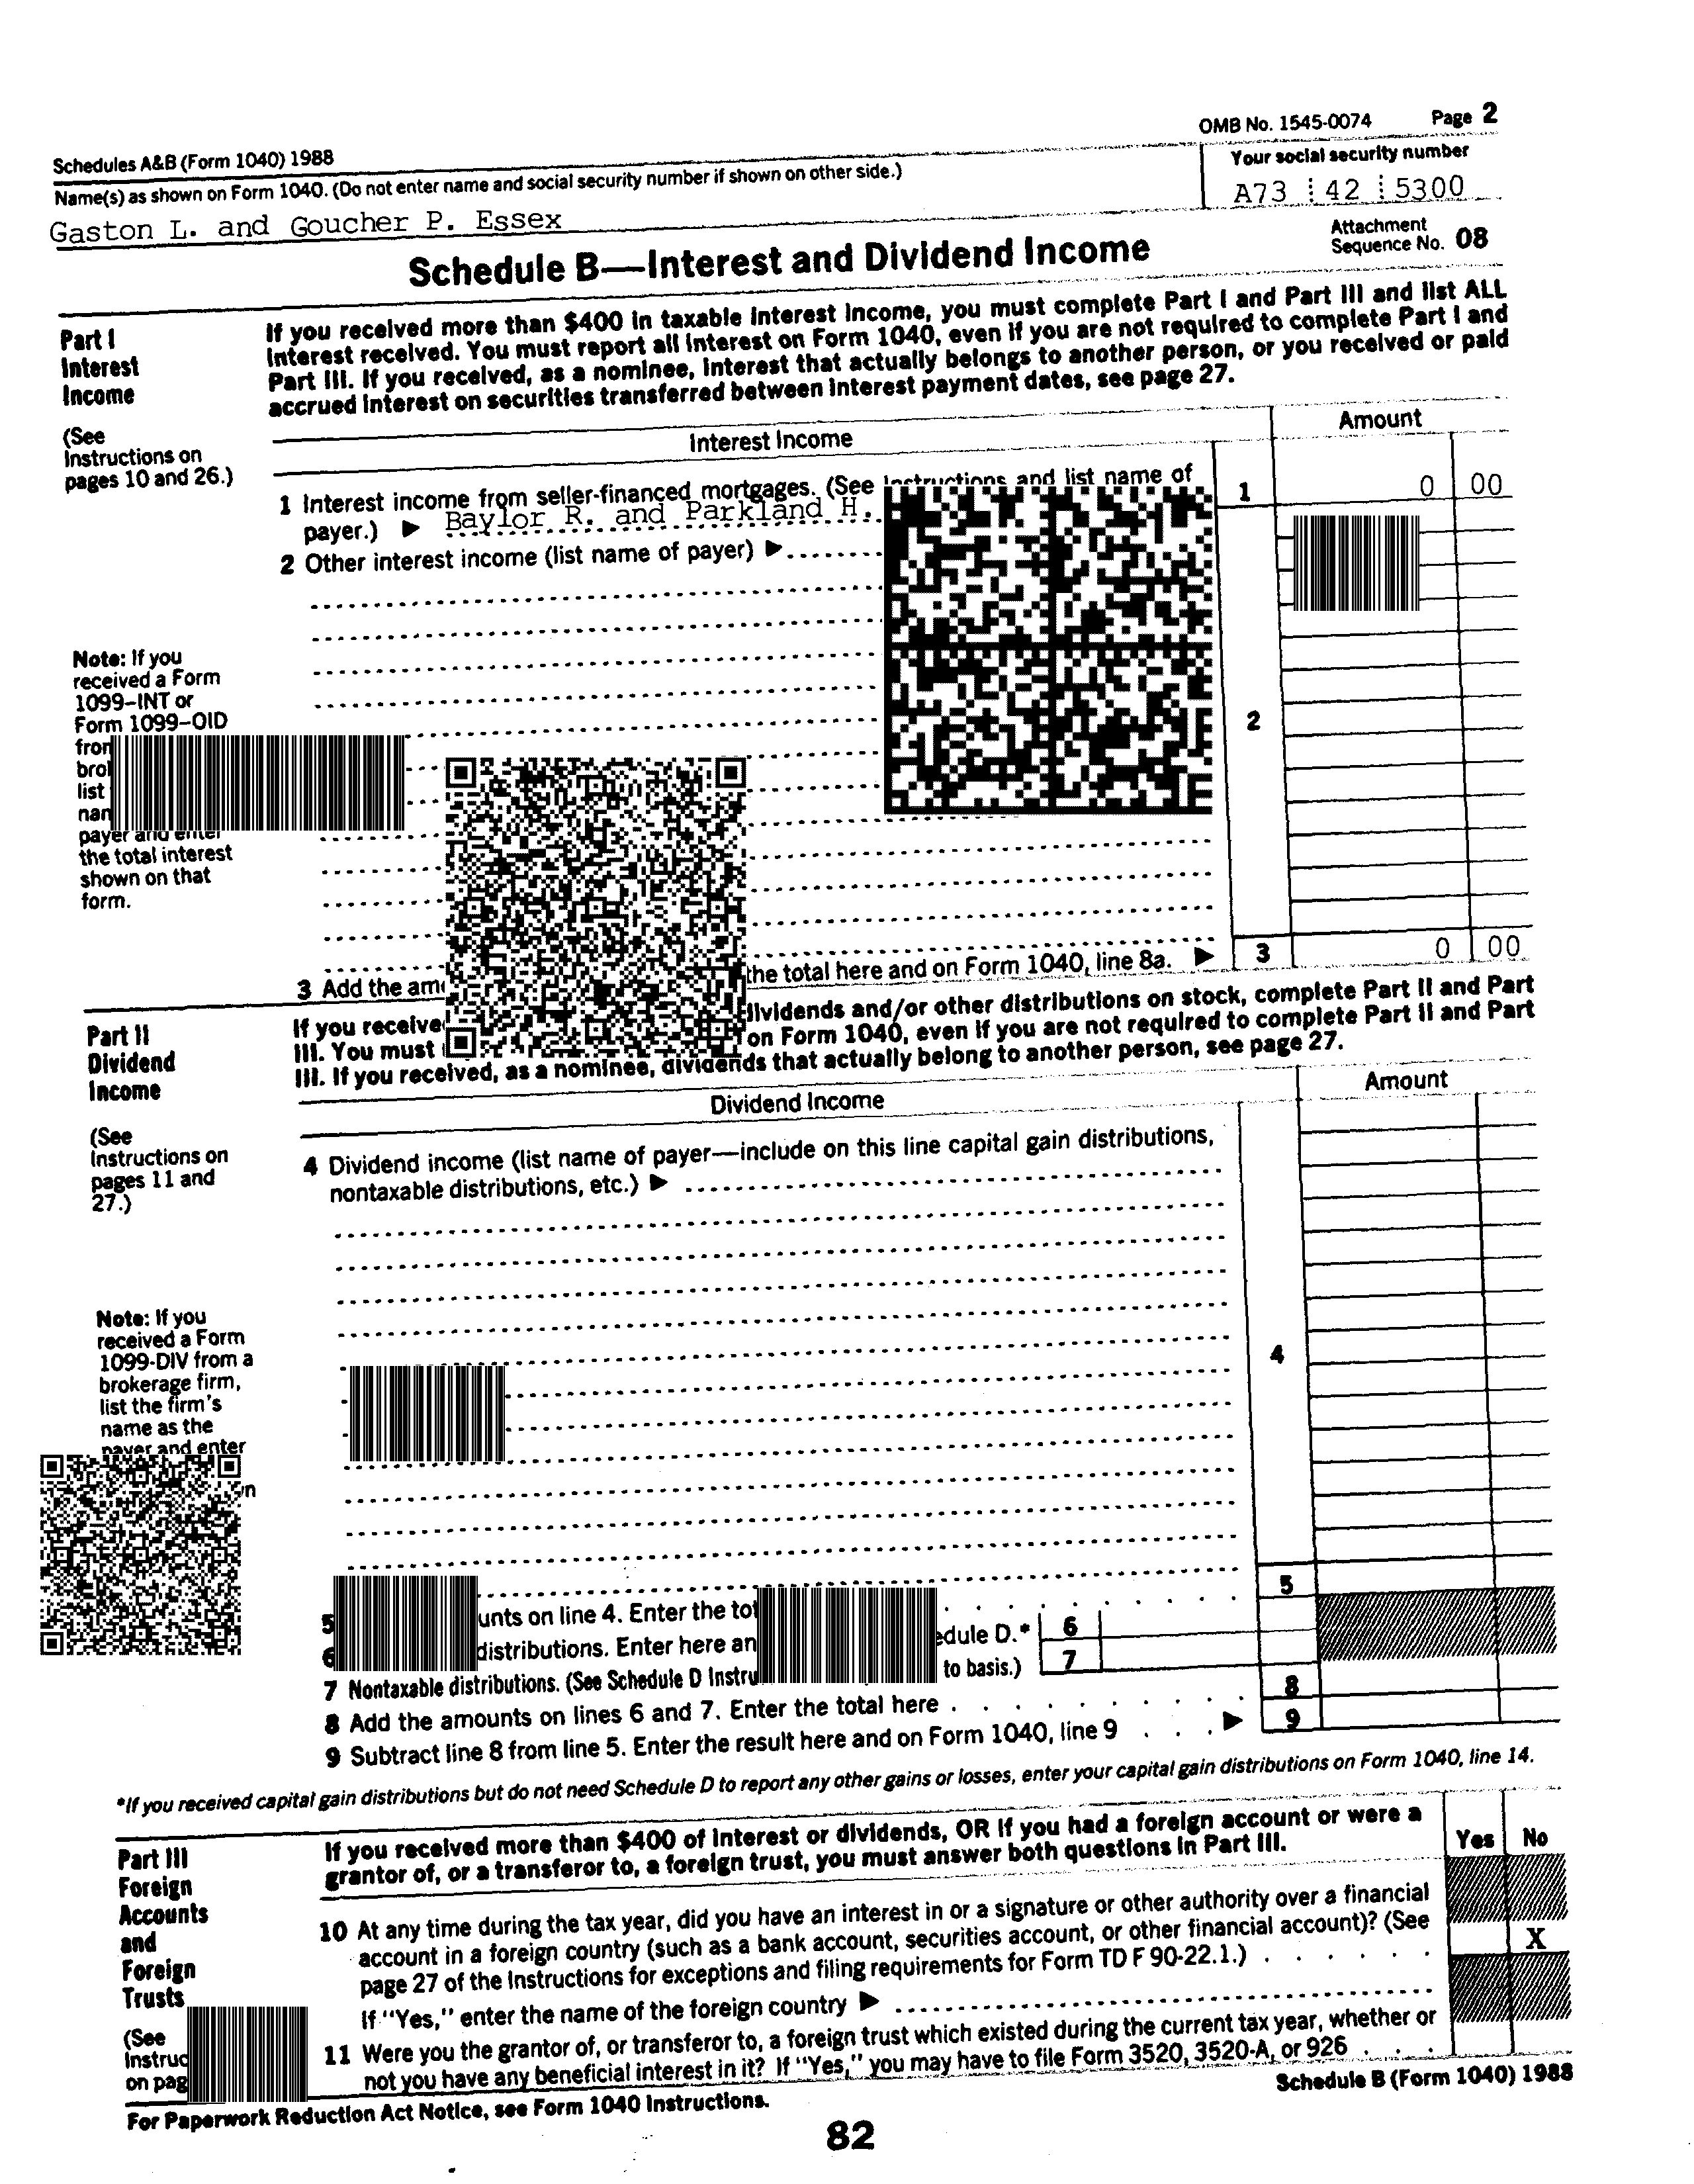 OMB No. 1545-0074 Page 2
Schedules A&B (Form 1040) 1988
Name(s) as shown on Form 1040. (Do not enter name and social security number if shown on other side.)
Your social security number
Gaston L. and Goucher P. Essex
A73 42 5300
Schedule B—Interest and Dividend Income
Attachment
Sequence No. 08
Part I
Interest
Income
If you received more than $400 in taxable interest income, you must complete Part I and Part III and list ALL
interest received. You must report all interest on Form 1040, even if you are not required to complete Part I and
Part III. If you received, as a nominee, interest that actually belongs to another person, or you received or paid
accrued interest on securities transferred between interest payment dates, see page 27.
(See
Instructions on
pages 10 and 26.)
Interest Income
Amount
1 Interest income from seller-financed mortgages. (See Instructions and list name of
payer.) ▶ Baylor R. and Parkland H.
1 0 00
2 Other interest income (list name of payer) ▶
Note: If you
received a Form
1099–INT or
Form 1099–OID
list
payer and enter
the total interest
shown on that
form.
2
3 Add the the total here and on Form 1040, line 8a. ▶ 3 0 00
Part II
Dividend
Income
If you dividends and/or other distributions on stock, complete Part II and Part
III. You must on Form 1040, even if you are not required to complete Part II and Part
III. If you received, as a nominee, dividends that actually belong to another person, see page 27.
(See
Instructions on
pages 11 and
27.)
Dividend Income
Amount
4 Dividend income (list name of payer—include on this line capital gain distributions,
nontaxable distributions, etc.) ▶
Note: If you
received a Form
1099-DIV from a
brokerage firm,
list the firm's
name as the
payer and enter
4
5 on line 4. Enter the 5
6 distributions. Enter here D.* 6
7 Nontaxable distributions. (See Schedule D to basis.) 7
8 Add the amounts on lines 6 and 7. Enter the total here 8
9 Subtract line 8 from line 5. Enter the result here and on Form 1040, line 9 ▶ 9
*If you received capital gain distributions but do not need Schedule D to report any other gains or losses, enter your capital gain distributions on Form 1040, line 14.
Part III
Foreign
Accounts
and
Foreign
Trusts
If you received more than $400 of interest or dividends, OR if you had a foreign account or were a
grantor of, or a transferor to, a foreign trust, you must answer both questions in Part III.
Yes No
10 At any time during the tax year, did you have an interest in or a signature or other authority over a financial
account in a foreign country (such as a bank account, securities account, or other financial account)? (See
page 27 of the Instructions for exceptions and filing requirements for Form TD F 90-22.1.)
X
If "Yes," enter the name of the foreign country ▶
(See
on
11 Were you the grantor of, or transferor to, a foreign trust which existed during the current tax year, whether or
not you have any beneficial interest in it? If "Yes," you may have to file Form 3520, 3520-A, or 926
For Paperwork Reduction Act Notice, see Form 1040 Instructions.
Schedule B (Form 1040) 1988
82